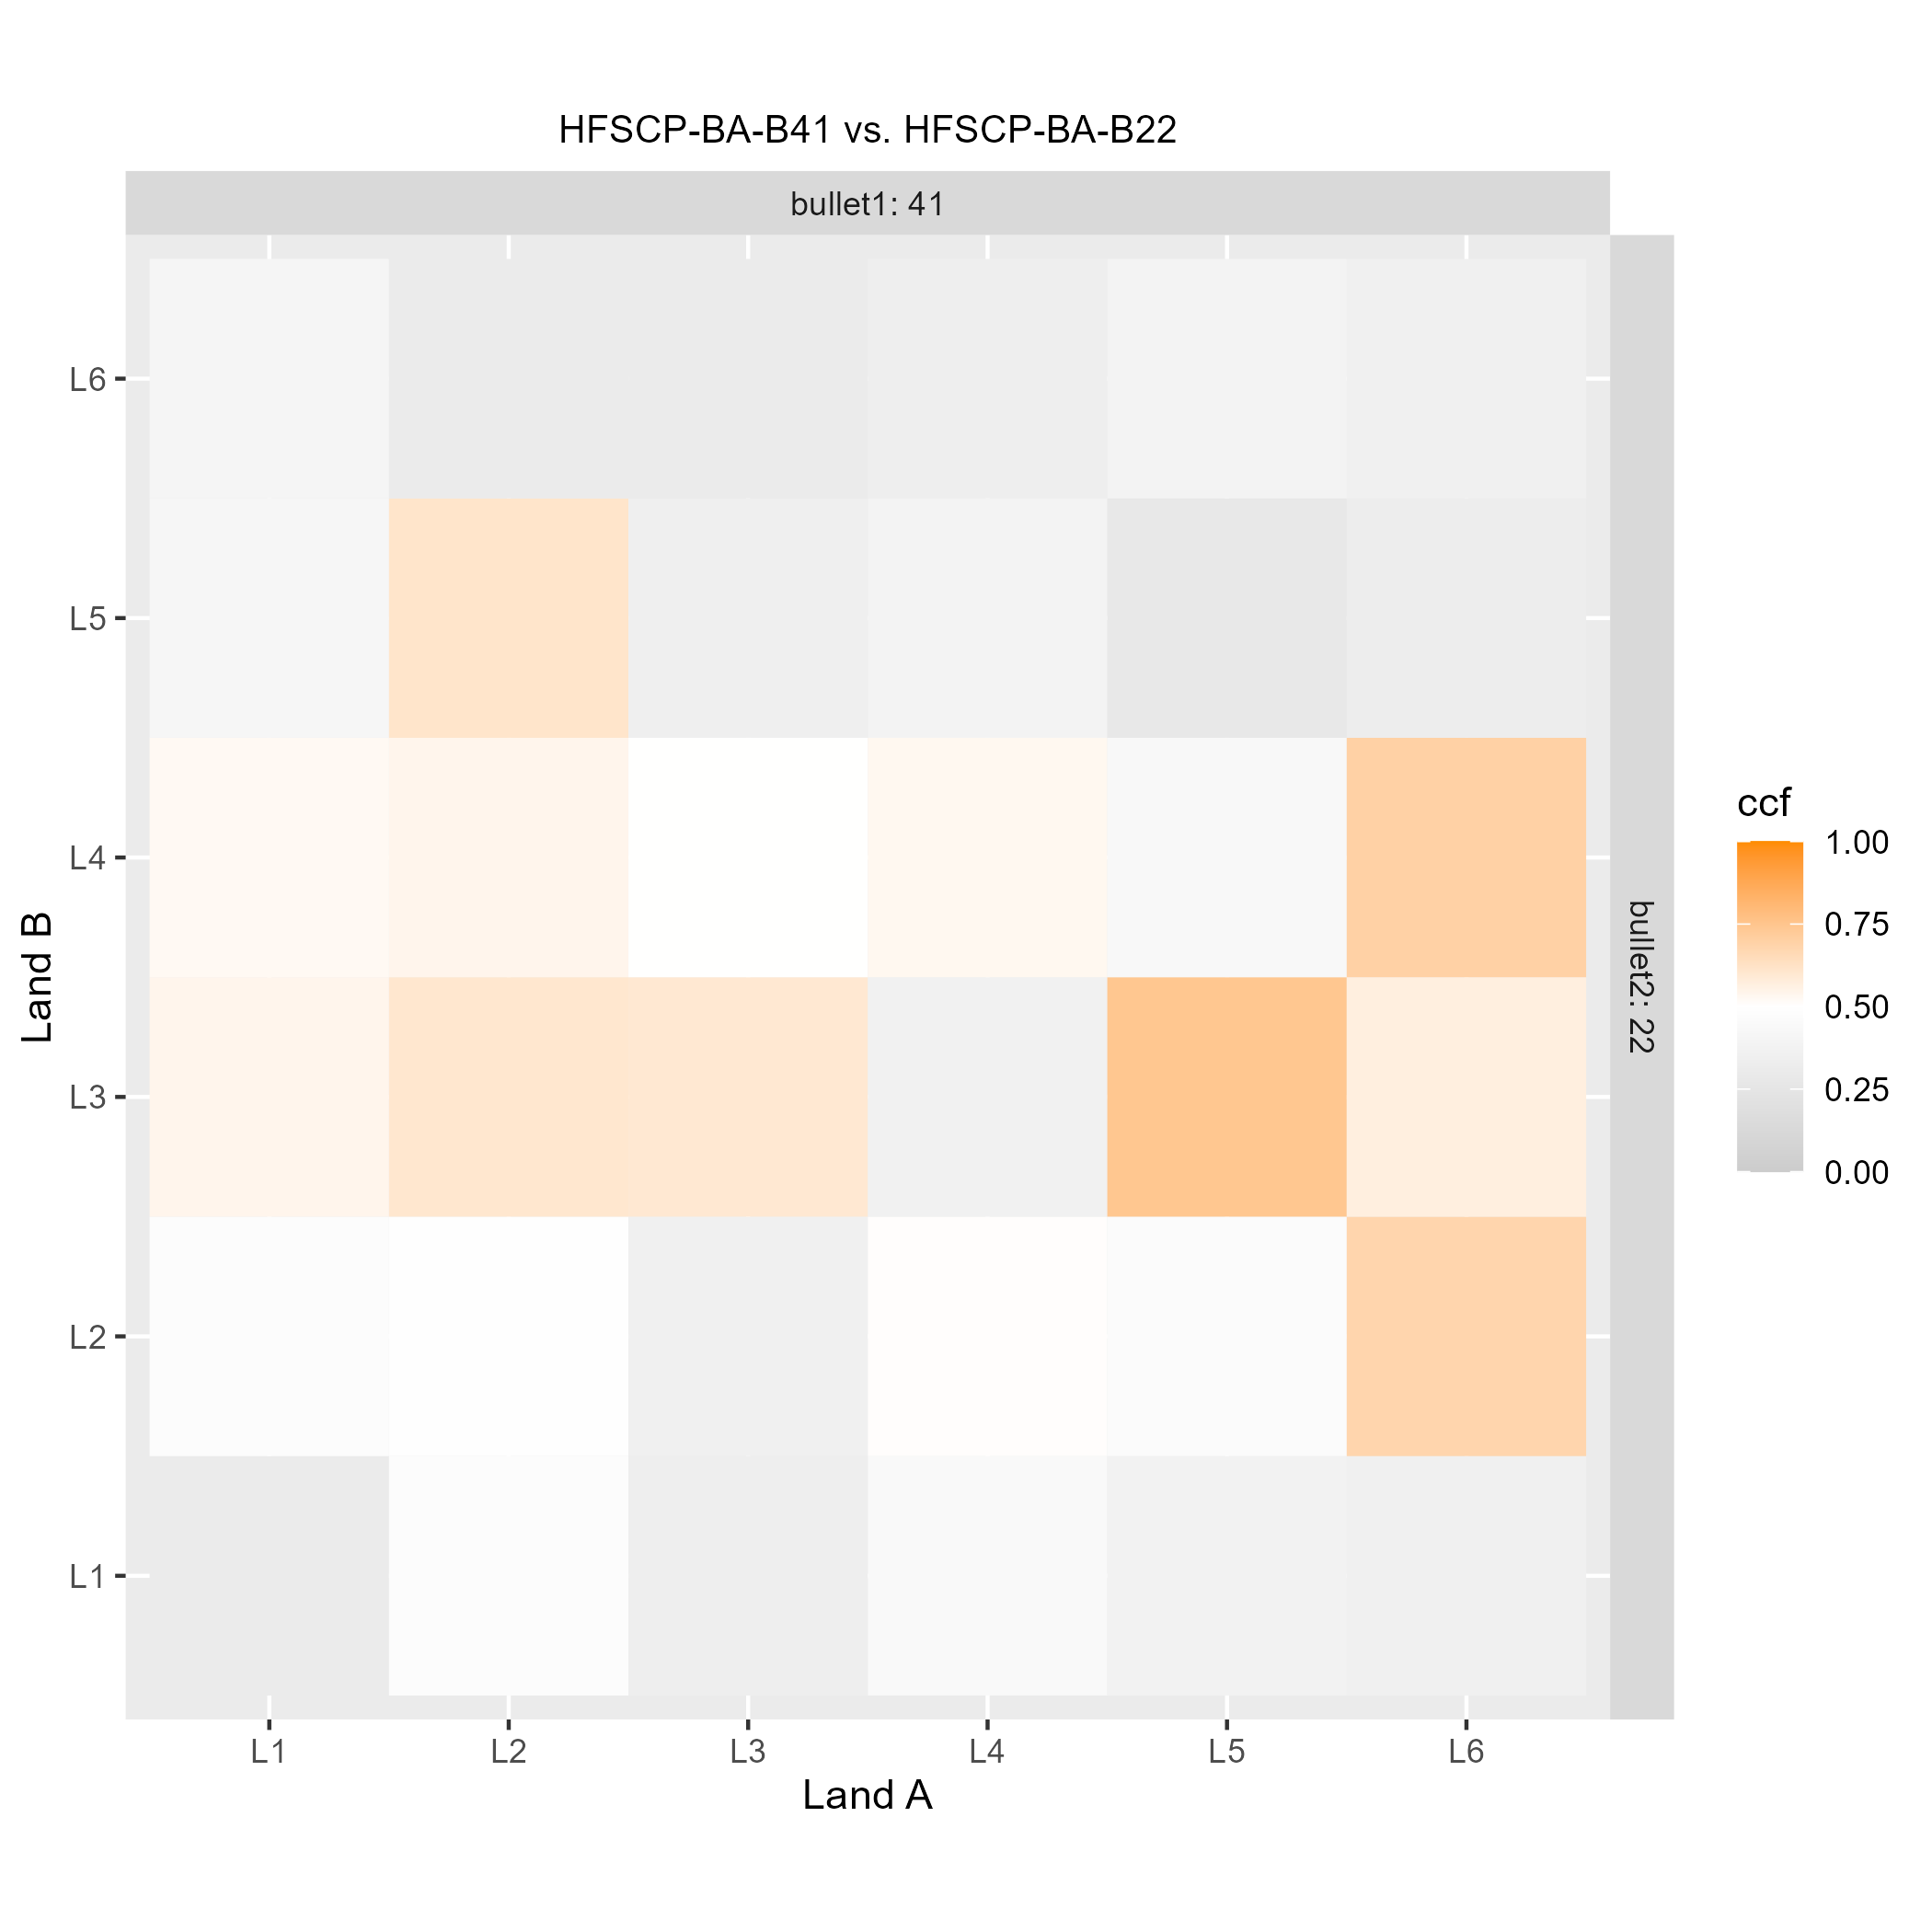 HFSCP-BA-B41 vs. HFSCP-BA-B22
bullet1: 41
L6
L5
L4
L3
L2
L1
Land B
bullet2: 22
ccf
1.00
0.75
0.50
0.25
0.00
L1 L2 L3 L4 L5 L6
Land A